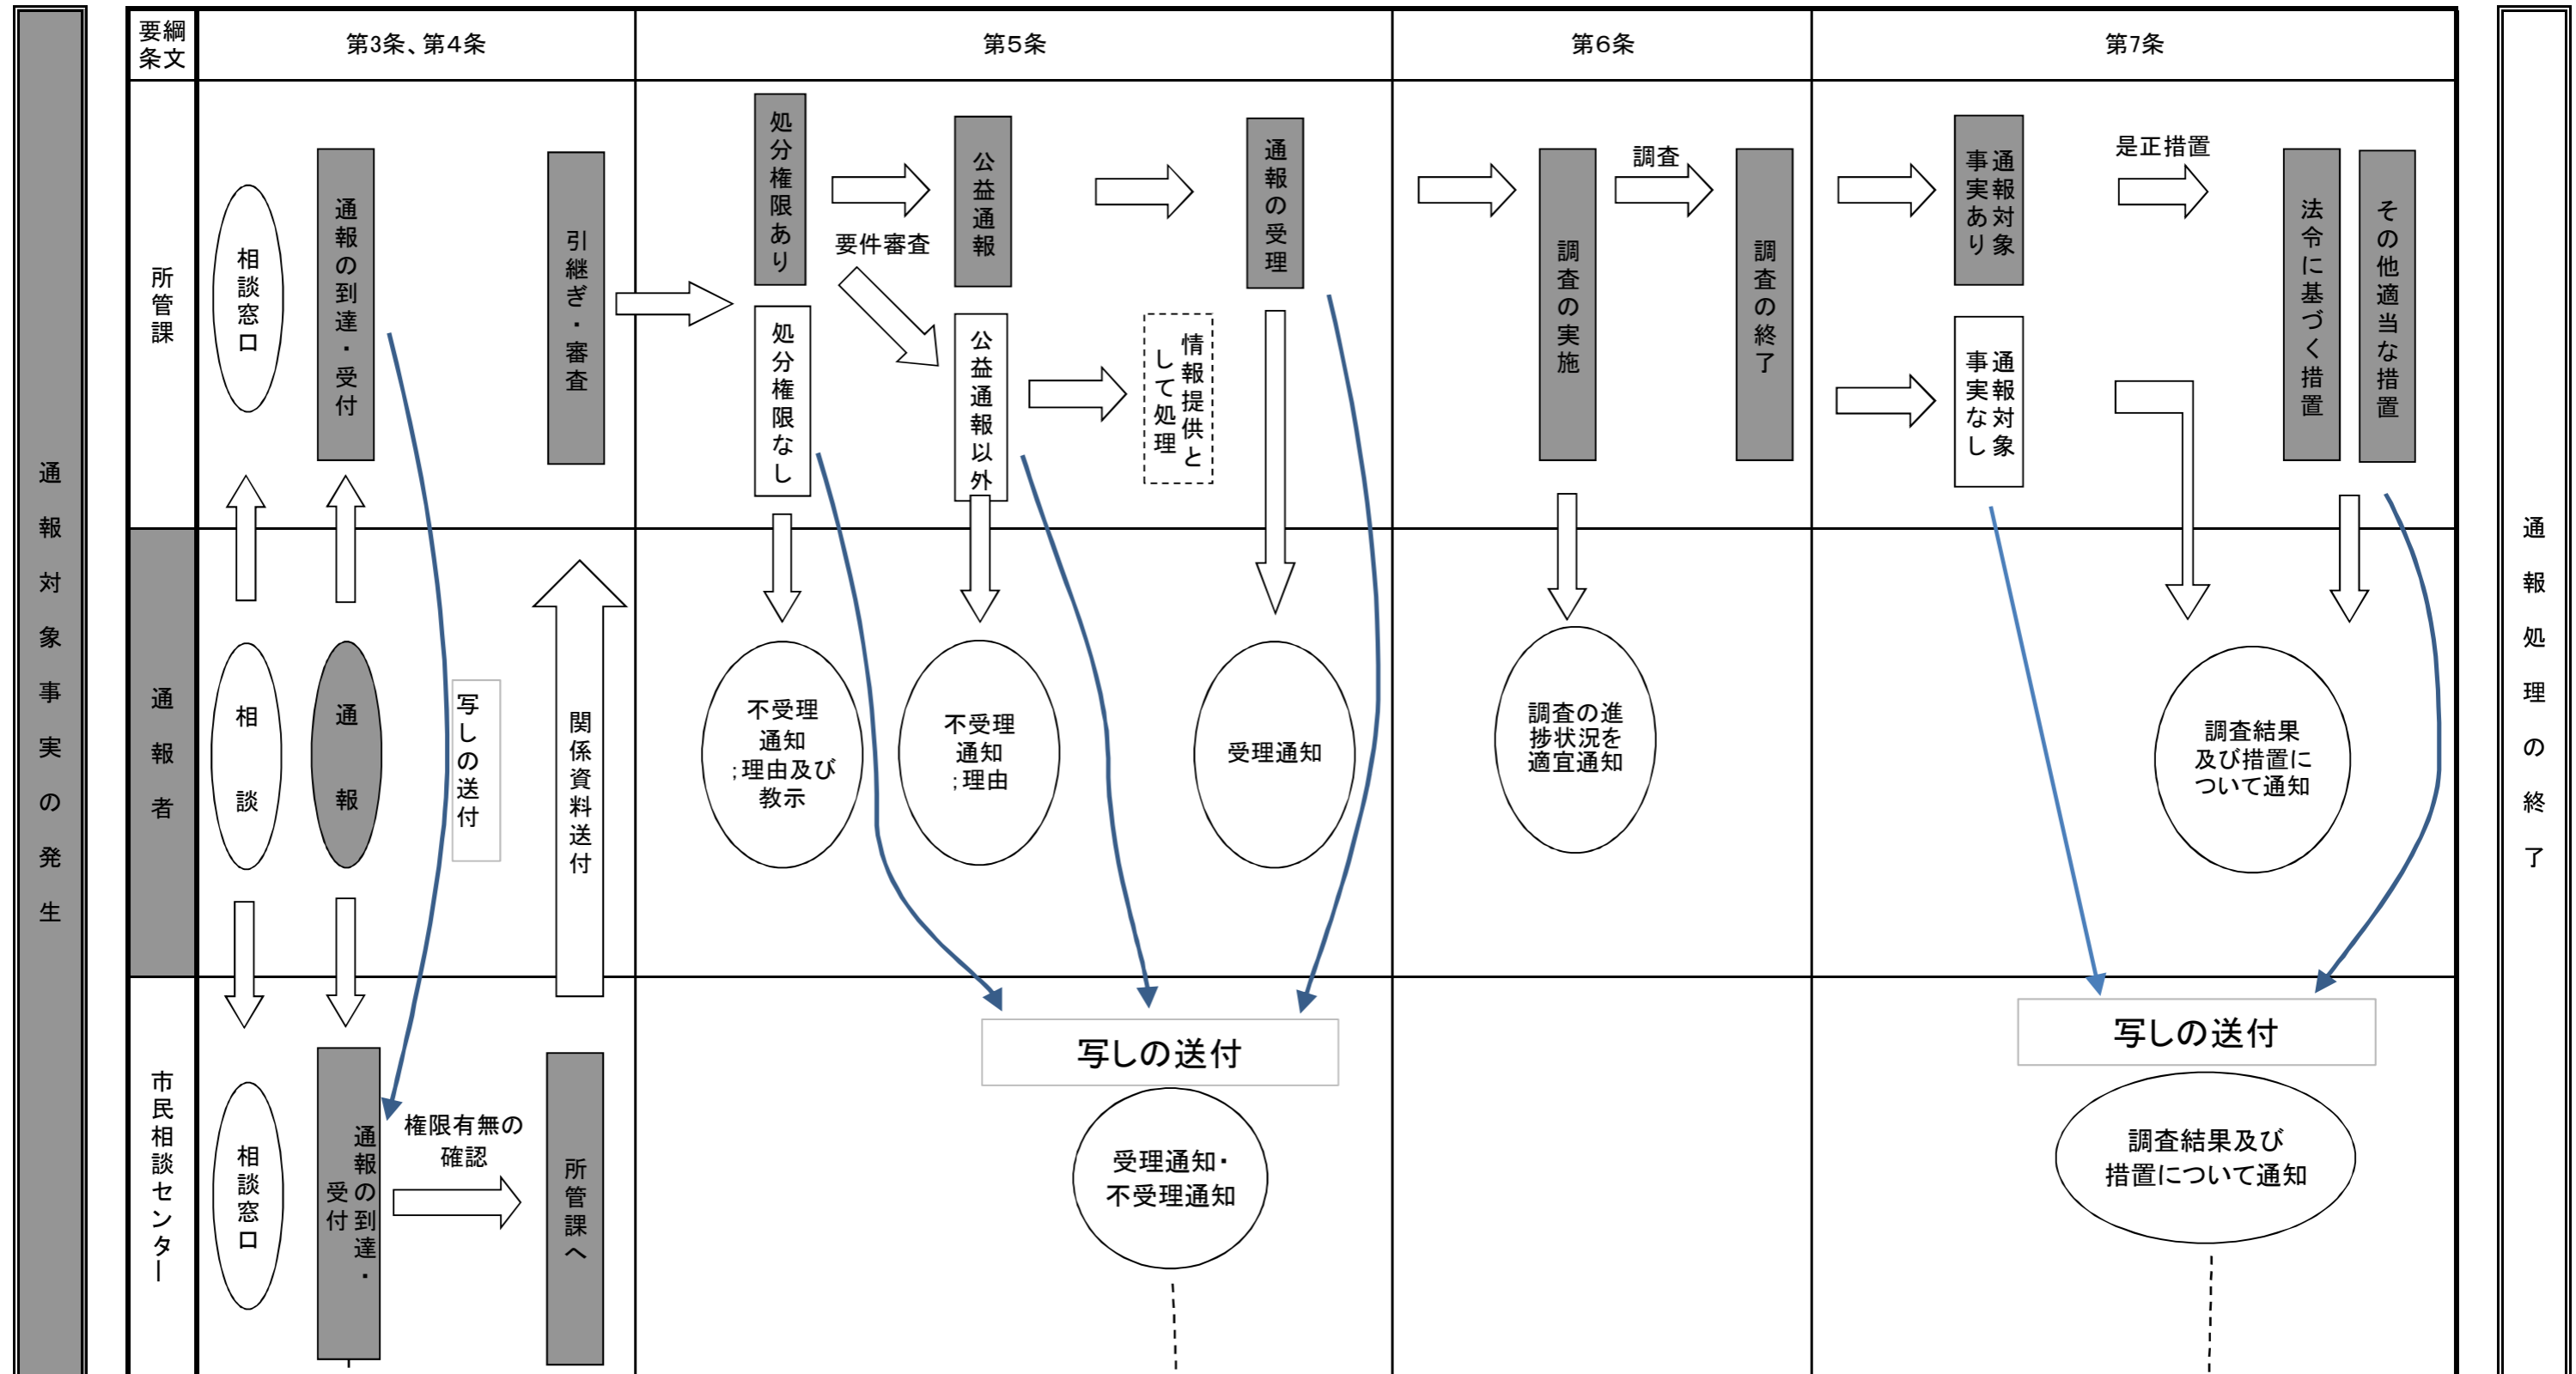 通報対象事実の発生
要綱
条文
第3条、第４条
第５条
第６条
第7条
所管課
相談窓口
通報の到達・受付
引継ぎ・審査
処分権限あり
処分権限なし
要件審査
公益通報
公益通報以外
情報提供と
して処理
通報の受理
調査の実施
調査
調査の終了
通報対象
事実あり
通報対象
事実なし
是正措置
法令に基づく措置
その他適当な措置
通報者
相談
通報
写しの送付
関係資料送付
不受理
通知
;理由及び
教示
不受理
通知
;理由
受理通知
調査の進
捗状況を
適宜通知
調査結果
及び措置に
ついて通知
市民相談センター
相談窓口
通報の到達・
受付
権限有無の
確認
所管課へ
写しの送付
受理通知・
不受理通知
写しの送付
調査結果及び
措置について通知
通報処理の終了